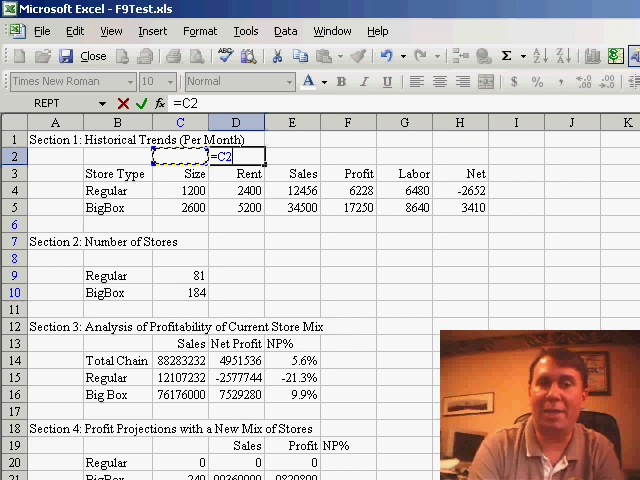 Microsoft Excel - F9Test.xls
File Edit View Insert Format Tools Data Window Help
Close Σ
Times New Roman 10 Normal A B I U $ %
REPT =C2
A B C D E F G H I J K
1 Section 1: Historical Trends (Per Month)
2 =C2
3 Store Type Size Rent Sales Profit Labor Net
4 Regular 1200 2400 12456 6228 6480 -2652
5 BigBox 2600 5200 34500 17250 8640 3410
6
7 Section 2: Number of Stores
8
9 Regular 81
10 BigBox 184
11
12 Section 3: Analysis of Profitability of Current Store Mix
13 Sales Net Profit NP%
14 Total Chain 88283232 4951536 5.6%
15 Regular 12107232 -2577744 -21.3%
16 Big Box 76176000 7529280 9.9%
17
18 Section 4: Profit Projections with a New Mix of Stores
19 Sales Profit NP%
20 Regular 0 0 0
21 BigBox 240